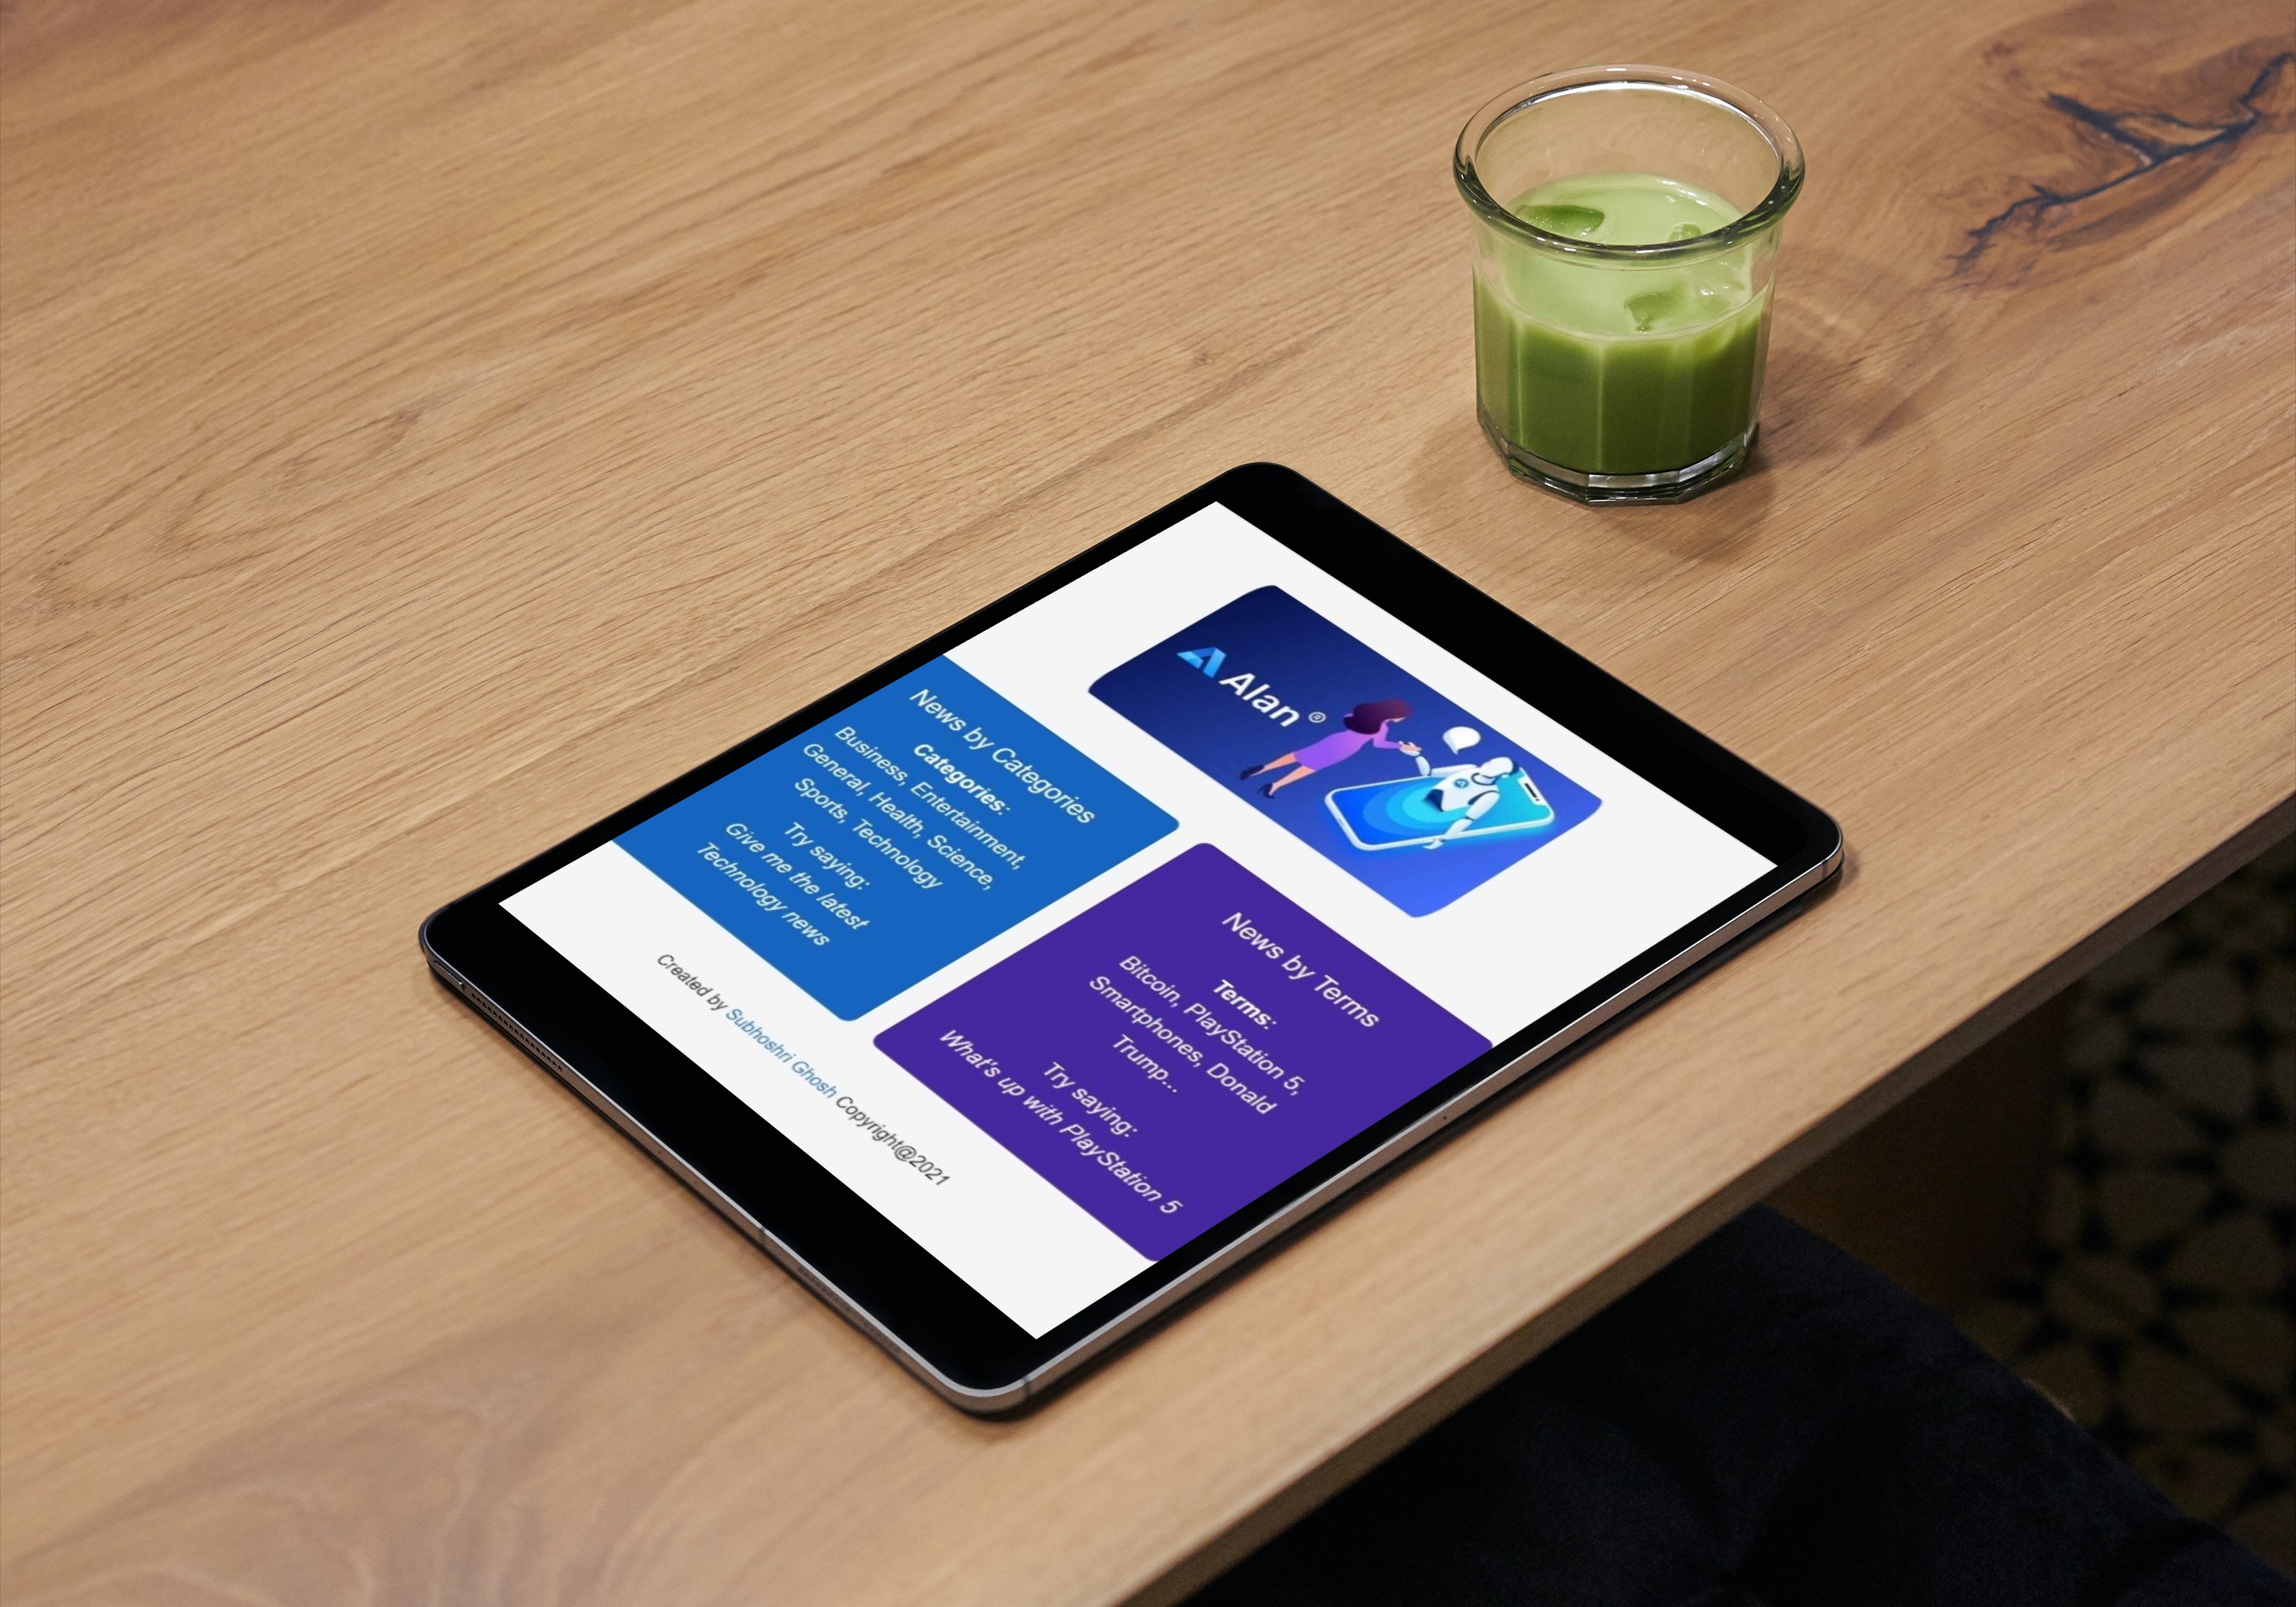 Alan ®
News by Categories
Categories:
Business, Entertainment,
General, Health, Science,
Sports, Technology
Try saying:
Give me the latest
Technology news
News by Terms
Terms:
Bitcoin, PlayStation 5,
Smartphones, Donald
Trump...
Try saying:
What's up with PlayStation 5
Created by Subhoshri Ghosh Copyright@2021